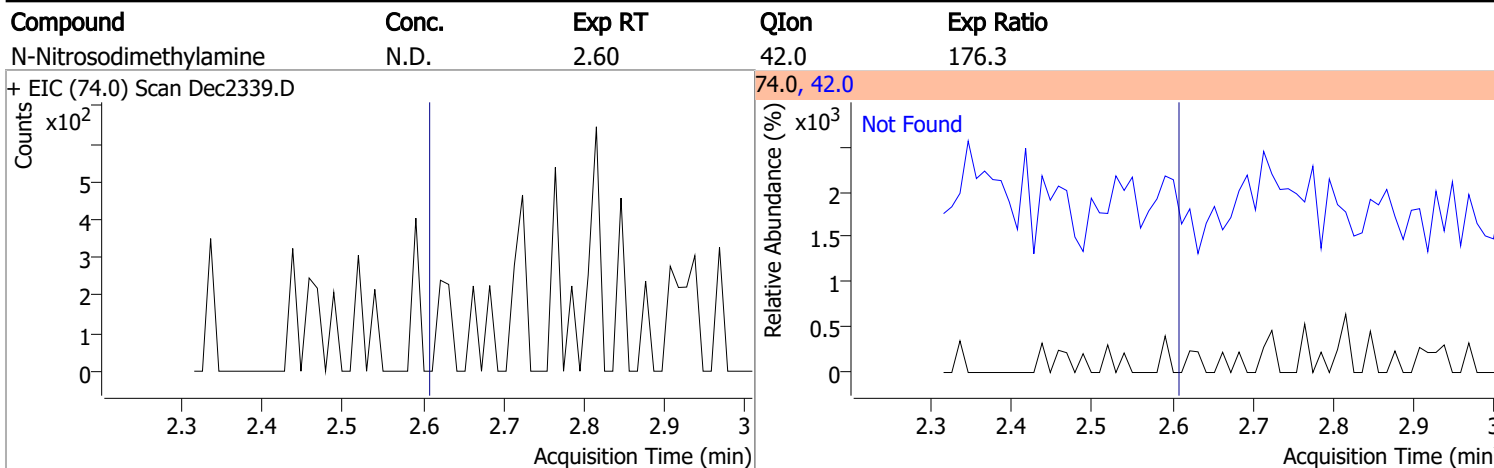 Compound Conc. Exp RT QIon Exp Ratio
N-Nitrosodimethylamine N.D. 2.60 42.0 176.3
+ EIC (74.0) Scan Dec2339.D
Counts
x10²
5
4
3
2
1
0
2.3 2.4 2.5 2.6 2.7 2.8 2.9 3
Acquisition Time (min)
74.0, 42.0
Relative Abundance (%)
x10³
Not Found
2
1.5
1
0.5
0
2.3 2.4 2.5 2.6 2.7 2.8 2.9 3
Acquisition Time (min)